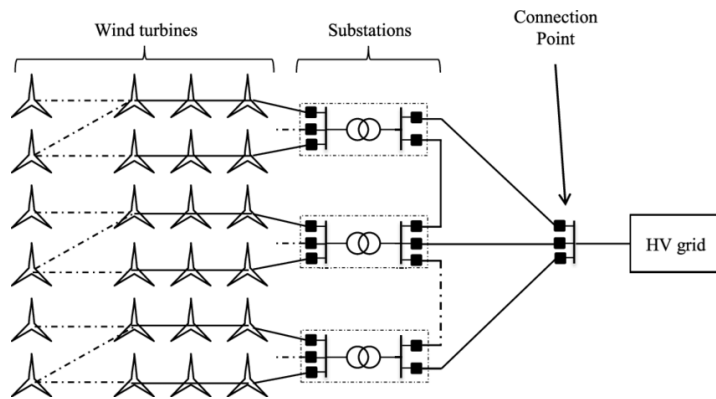 Wind turbines
Substations
Connection
Point
HV grid